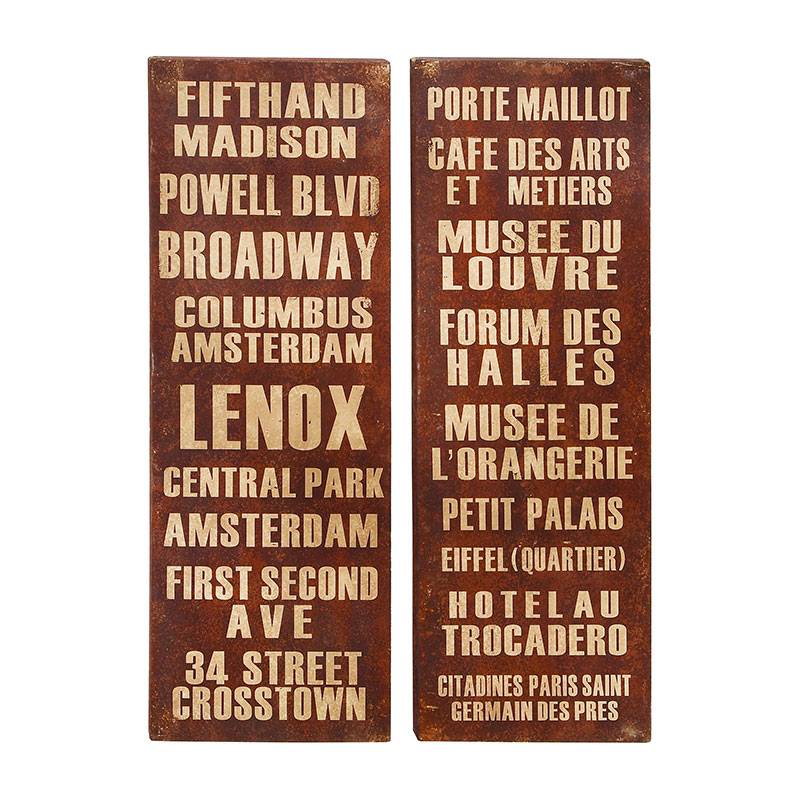 FIFTHAND
MADISON
POWELL BLVD
BROADWAY
COLUMBUS
AMSTERDAM
LENOX
CENTRAL PARK
AMSTERDAM
FIRST SECOND
AVE
34 STREET
CROSSTOWN
PORTE MAILLOT
CAFE DES ARTS
ET METIERS
MUSEE DU
LOUVRE
FORUM DES
HALLES
MUSEE DE
L'ORANGERIE
PETIT PALAIS
EIFFEL (QUARTIER)
HOTEL AU
TROCADERO
CITADINES PARIS SAINT
GERMAIN DES PRES